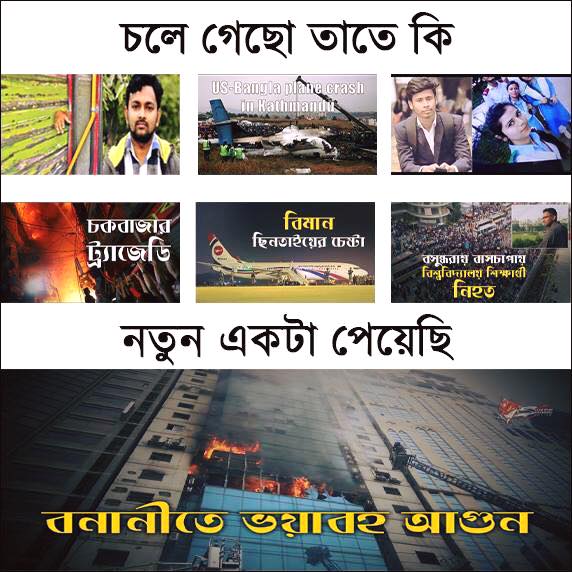 চলে গেছো তাতে কি
US-Bangla plane crash
in Kathmandu
চকবাজার
ট্র্যাজেডি
বিমান
ছিনতাইয়ের চেষ্টা
বসুন্ধরায় বাসচাপায়
বিশ্ববিদ্যালয় শিক্ষার্থী
নিহত
নতুন একটা পেয়েছি
বনানীতে ভয়াবহ আগুন